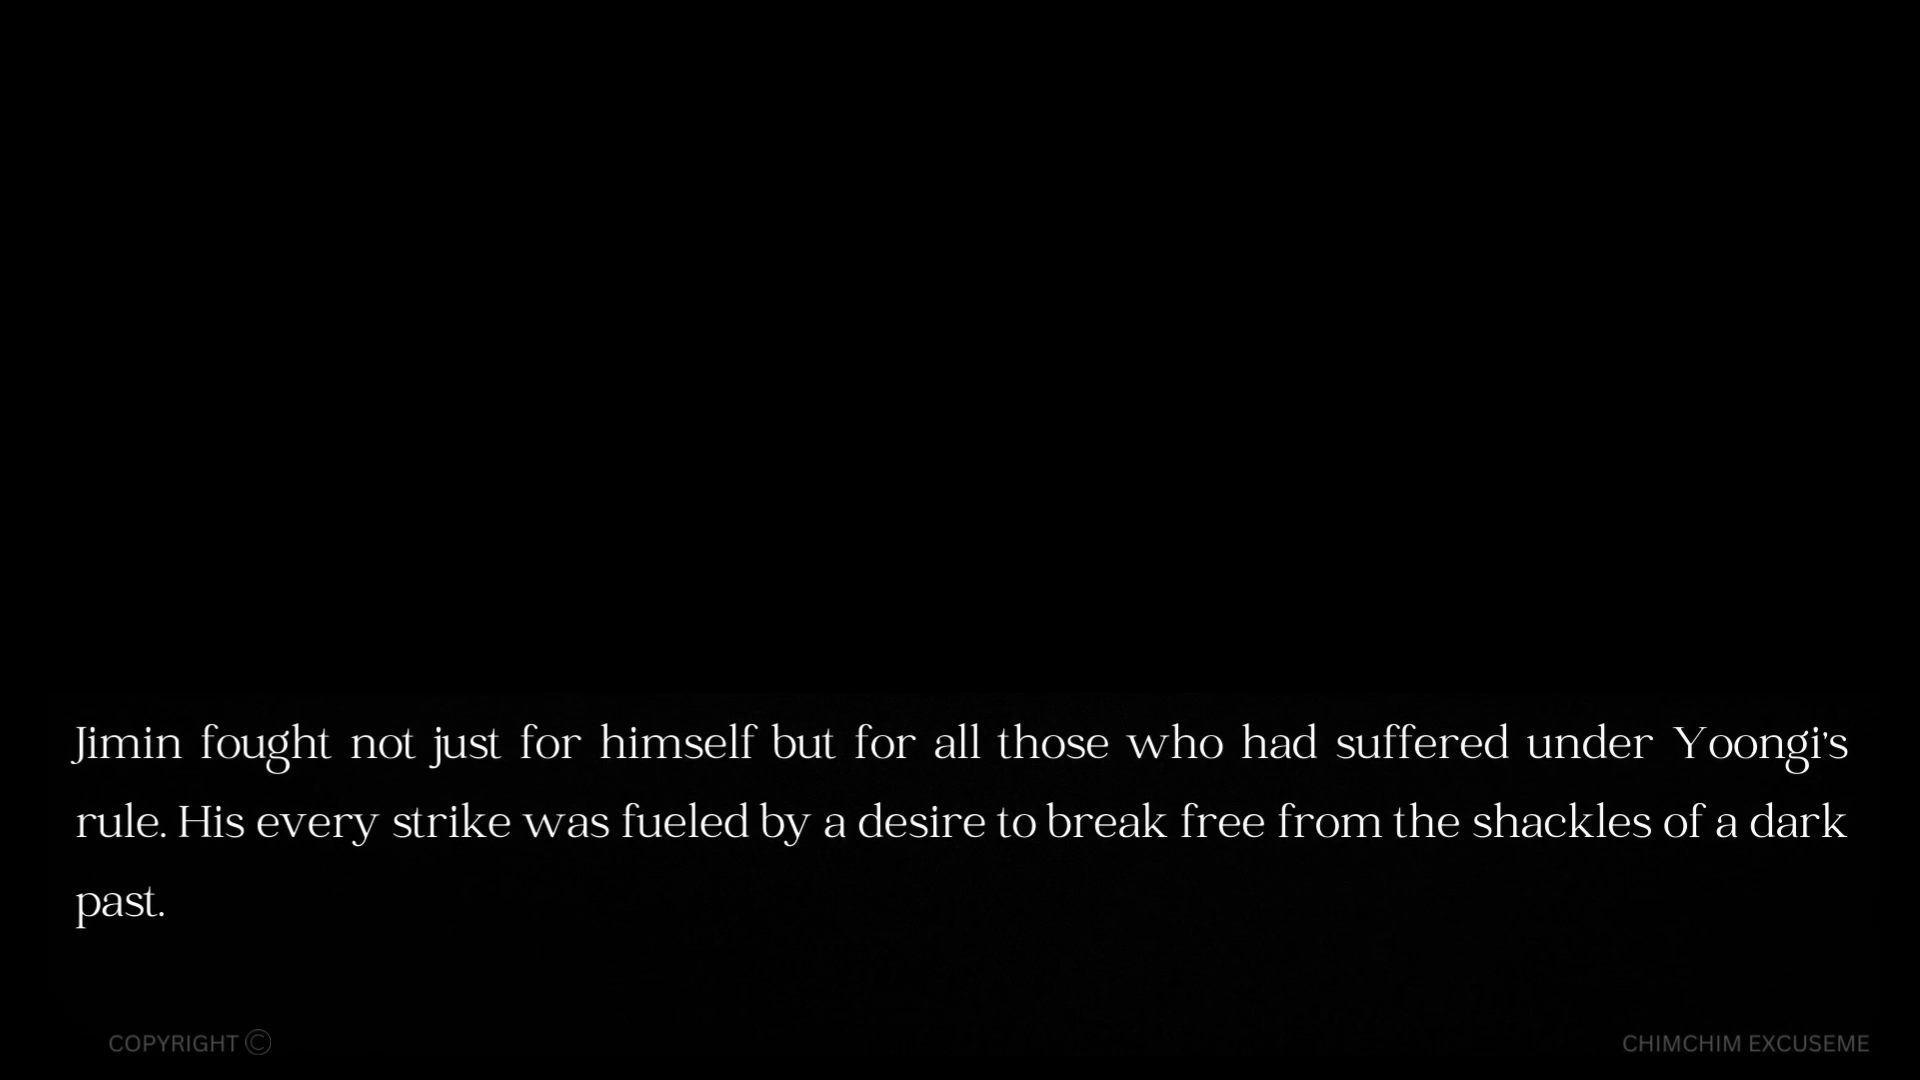 Jimin fought not just for himself but for all those who had suffered under Yoongi's
rule. His every strike was fueled by a desire to break free from the shackles of a dark
past.
COPYRIGHT ©
CHIMCHIM EXCUSEME